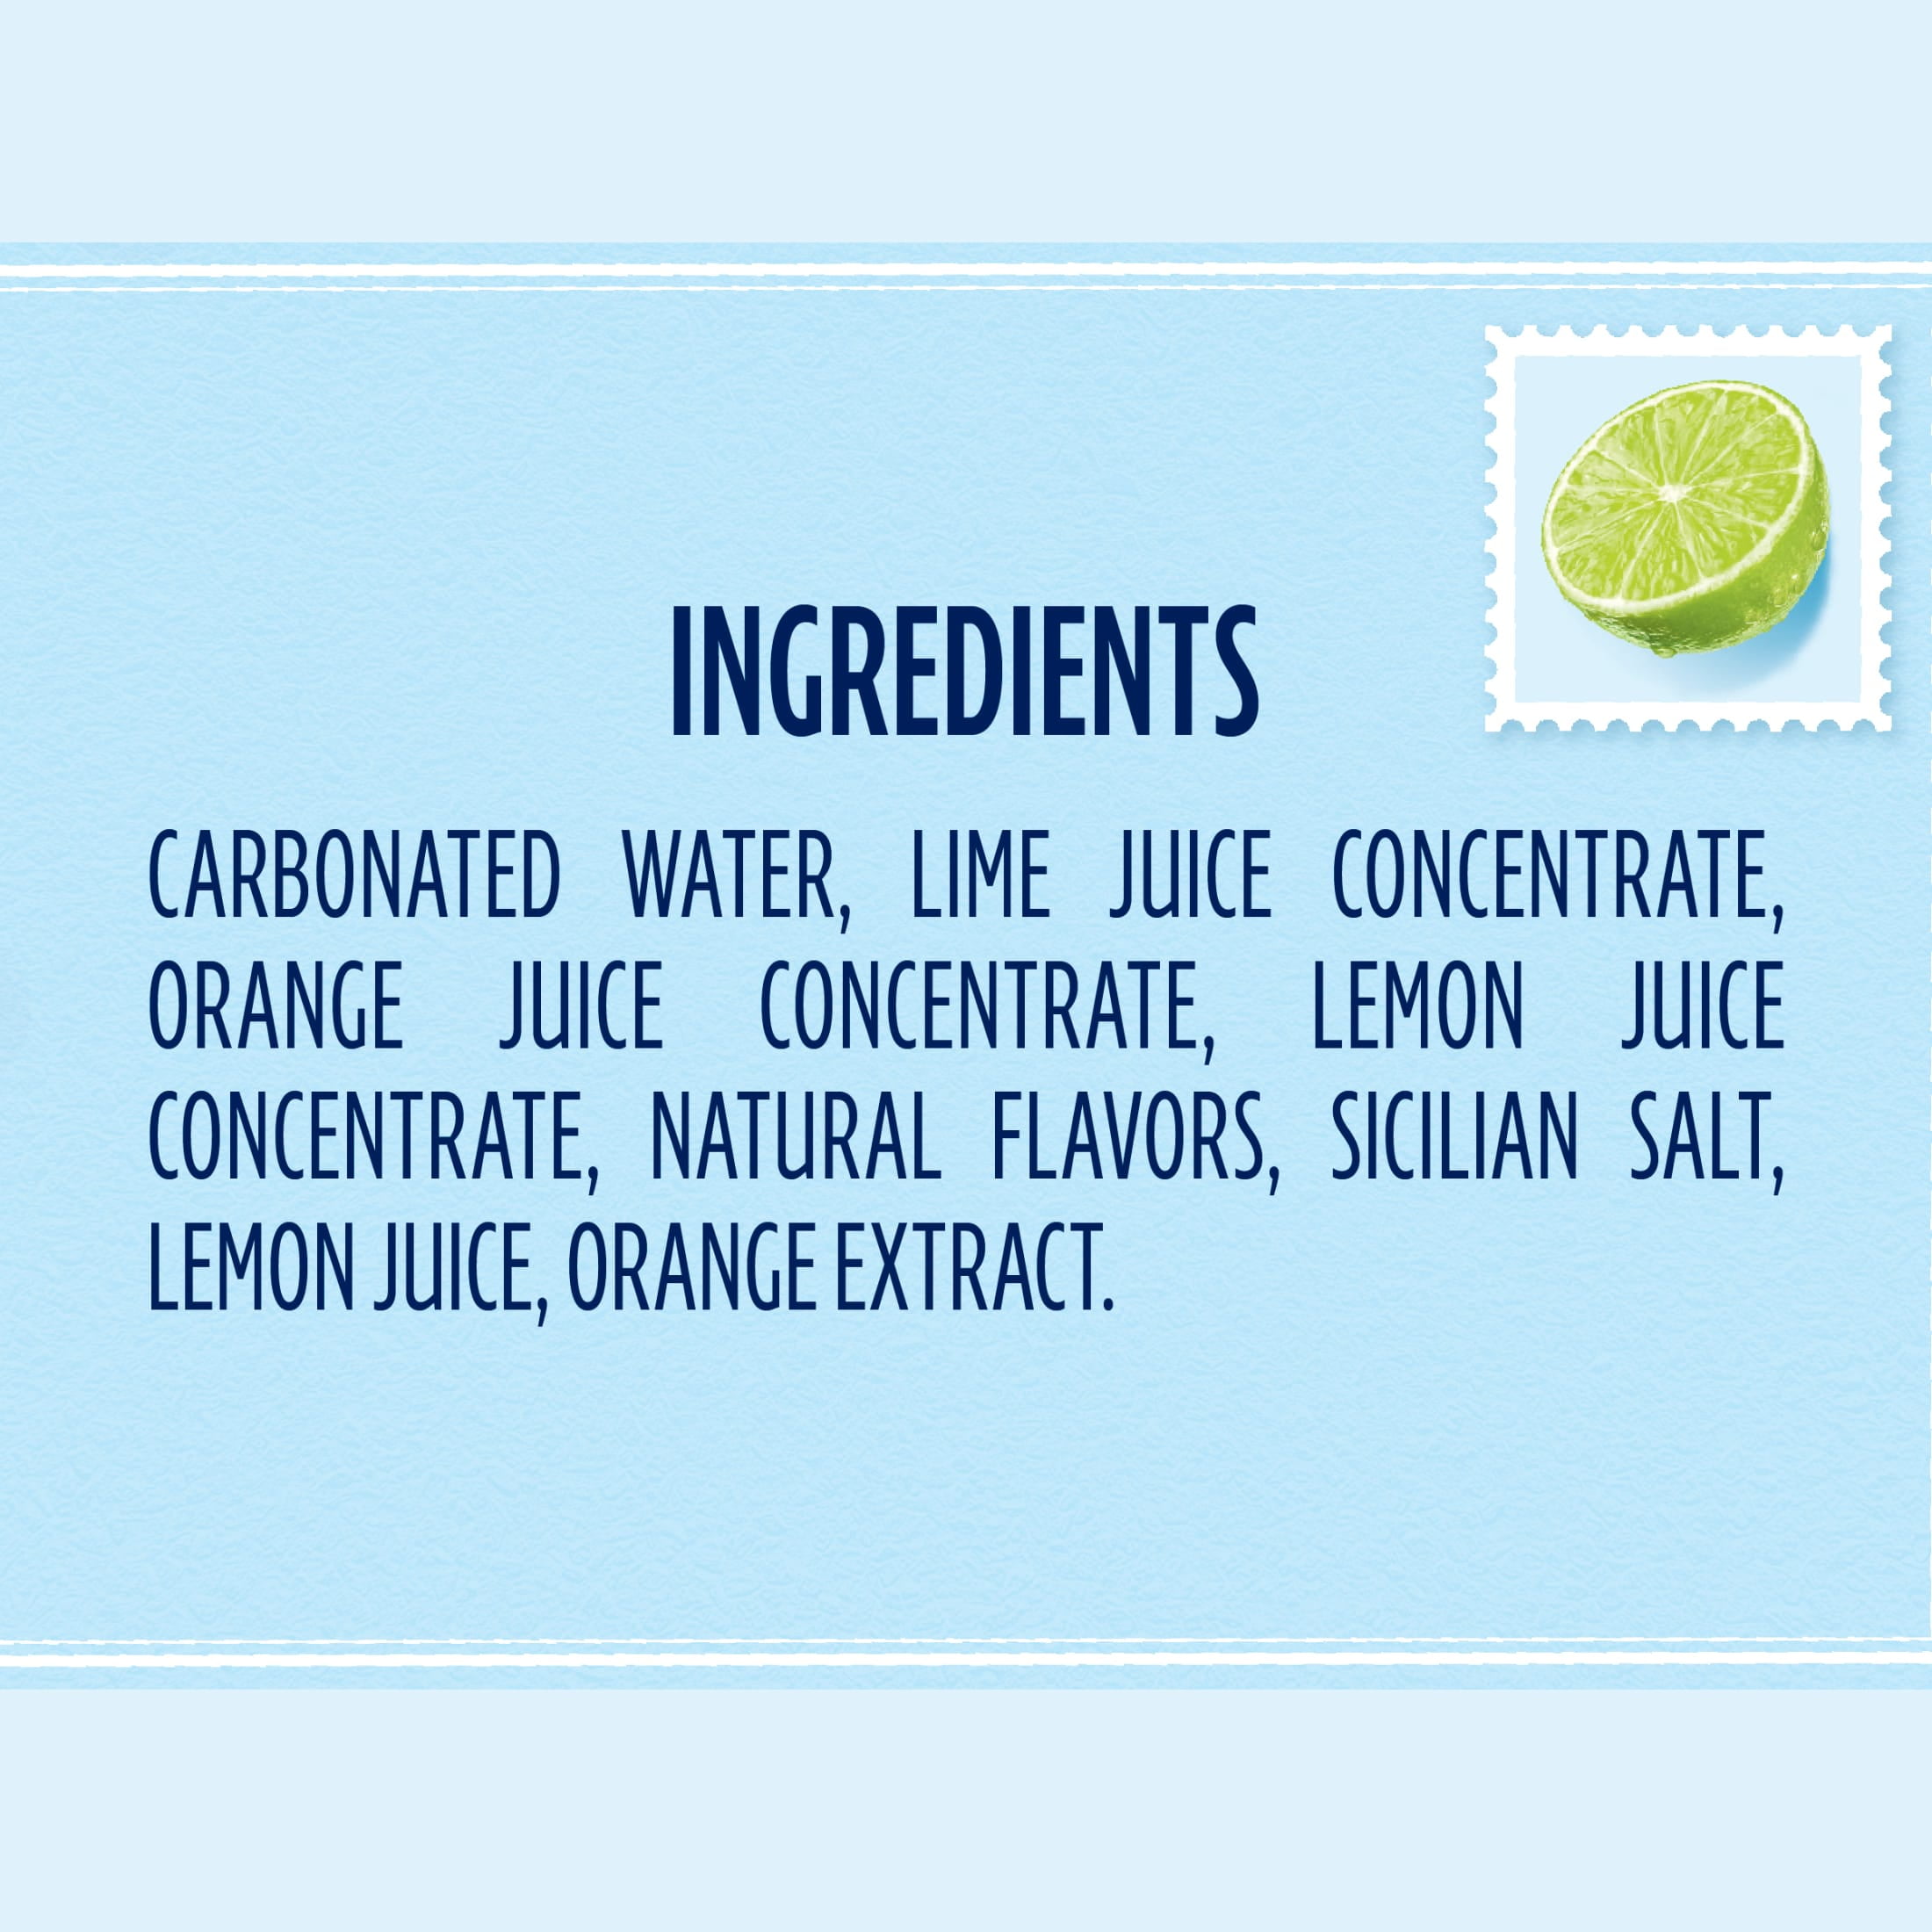 INGREDIENTS
CARBONATED WATER, LIME JUICE CONCENTRATE,
ORANGE JUICE CONCENTRATE, LEMON JUICE
CONCENTRATE, NATURAL FLAVORS, SICILIAN SALT,
LEMON JUICE, ORANGE EXTRACT.